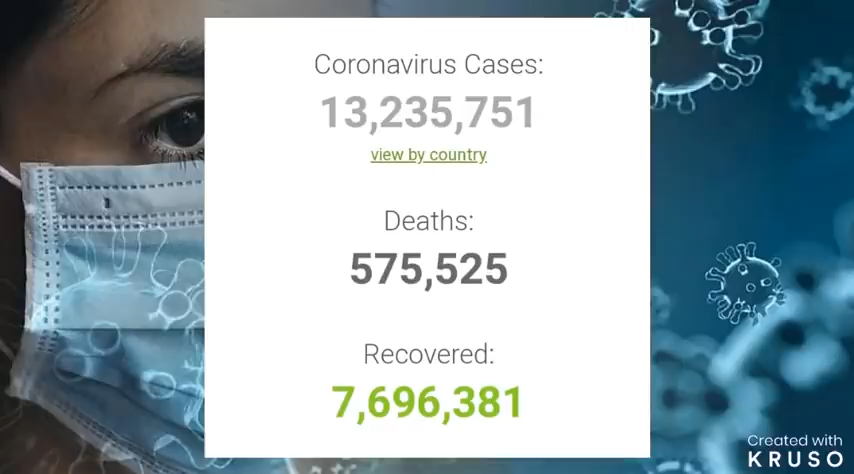 Coronavirus Cases:
13,235,751
view by country
Deaths:
575,525
Recovered:
7,696,381
Created with
KRUSO